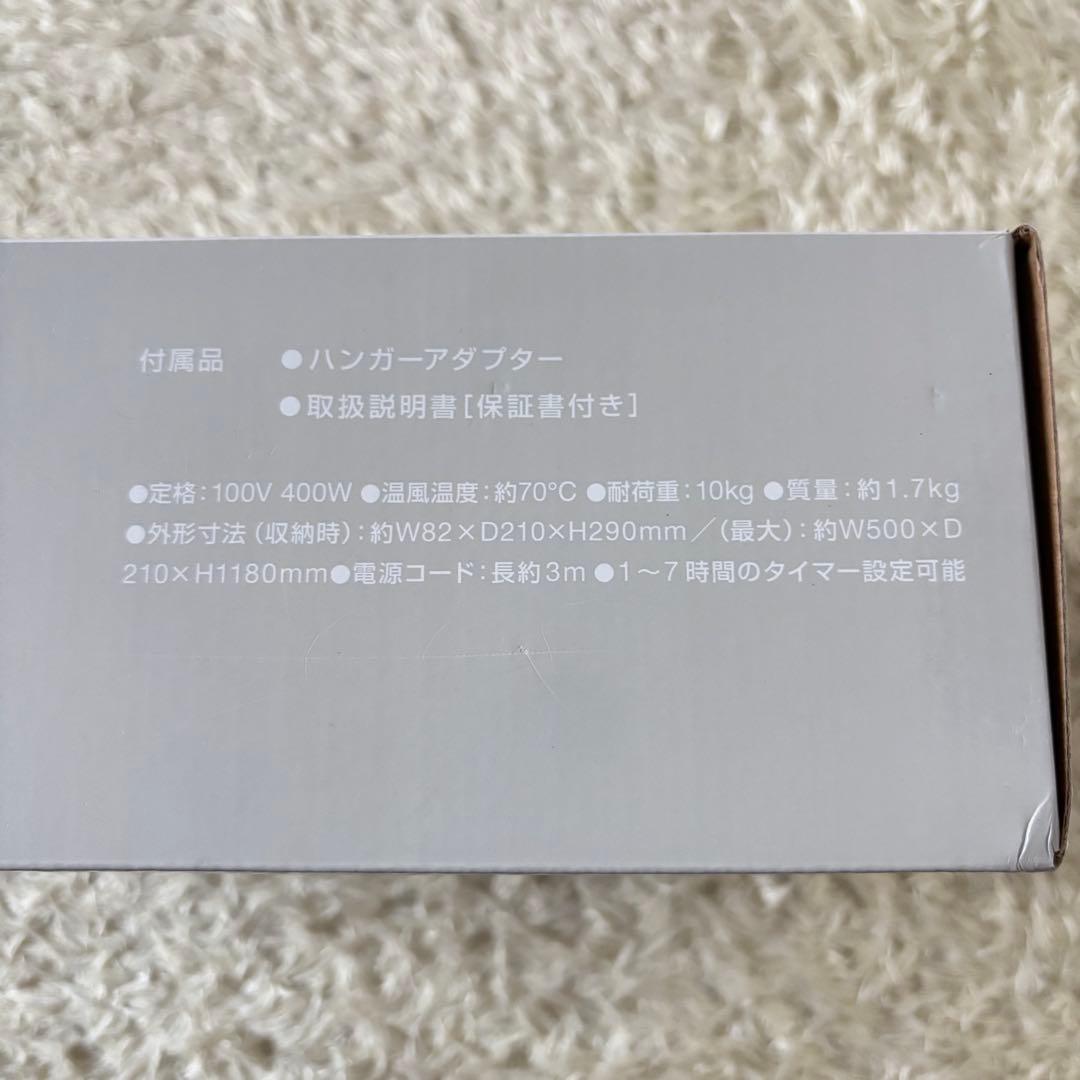 付属品 ●ハンガーアダプター
●取扱説明書[保証書付き]
●定格：100V 400W ●温風温度：約70℃ ●耐荷重：10kg ●質量：約1.7kg
●外形寸法（収納時）：約W82×D210×H290mm／（最大）：約W500×D
210×H1180mm●電源コード：長約3m ●1～7時間のタイマー設定可能